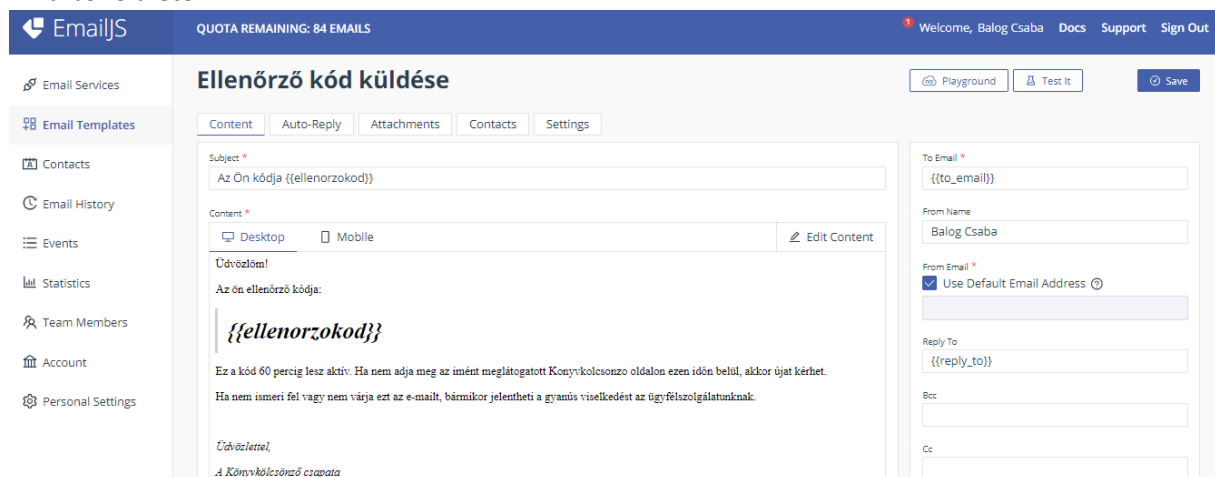 EmailJS
QUOTA REMAINING: 84 EMAILS
1 Welcome, Balog Csaba Docs Support Sign Out
Email Services
Email Templates
Contacts
Email History
Events
Statistics
Team Members
Account
Personal Settings
Ellenőrző kód küldése
Playground Test It Save
Content Auto-Reply Attachments Contacts Settings
Subject *
Az Ön kódja {{ellenorzokod}}
Content *
Desktop Mobile Edit Content
Üdvözlöm!
Az ön ellenőrző kódja:
{{ellenorzokod}}
Ez a kód 60 percig lesz aktív. Ha nem adja meg az imént meglátogatott Konyvkolcsonzo oldalon ezen időn belül, akkor újat kérhet.
Ha nem ismeri fel vagy nem várja ezt az e-mailt, bármikor jelentheti a gyanús viselkedést az ügyfélszolgálatunknak.
Üdvözlettel,
A Könyvkölcsönző csapata
To Email *
{{to_email}}
From Name
Balog Csaba
From Email *
Use Default Email Address ?
Reply To
{{reply_to}}
Bcc
Cc